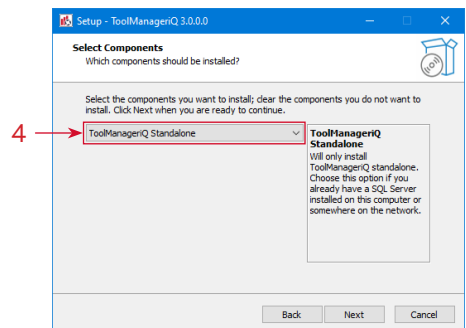 Setup - ToolManageriQ 3.0.0.0
Select Components
Which components should be installed?
Select the components you want to install; clear the components you do not want to
install. Click Next when you are ready to continue.
4
ToolManageriQ Standalone
ToolManageriQ
Standalone
Will only install
ToolManageriQ standalone.
Choose this option if you
already have a SQL Server
installed on this computer or
somewhere on the network.
Back
Next
Cancel